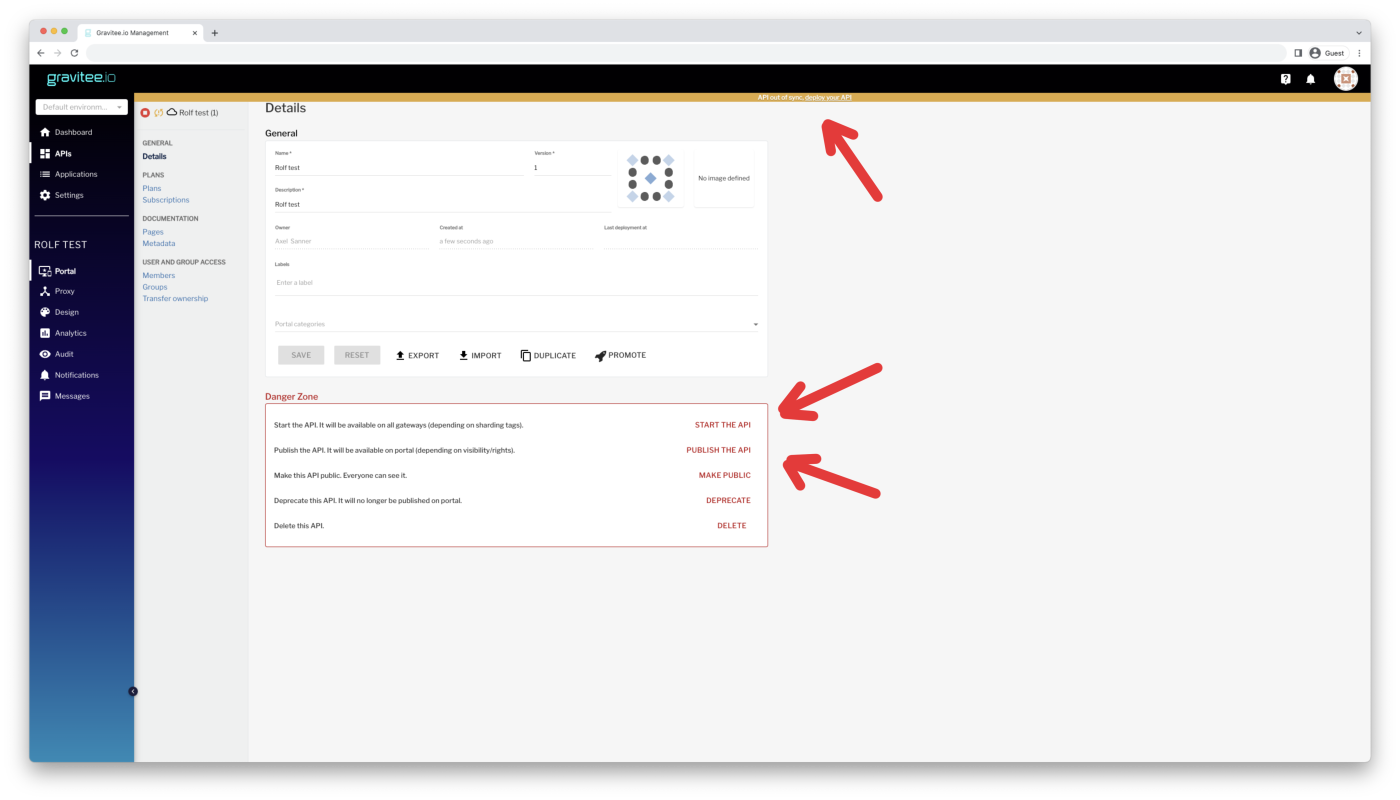 Gravitee.io Management
Guest
gravitee.io
Default environm...
API out of sync, deploy your API
Dashboard
APIs
Applications
Settings
ROLF TEST
Portal
Proxy
Design
Analytics
Audit
Notifications
Messages
Rolf test (1)
GENERAL
Details
PLANS
Plans
Subscriptions
DOCUMENTATION
Pages
Metadata
USER AND GROUP ACCESS
Members
Groups
Transfer ownership
Details
General
Name *
Rolf test
Version *
1
Description *
Rolf test
No image defined
Owner
Axel Sanner
Created at
a few seconds ago
Last deployment at
Labels
Enter a label
Portal categories
SAVE
RESET
EXPORT
IMPORT
DUPLICATE
PROMOTE
Danger Zone
Start the API. It will be available on all gateways (depending on sharding tags).
START THE API
Publish the API. It will be available on portal (depending on visibility/rights).
PUBLISH THE API
Make this API public. Everyone can see it.
MAKE PUBLIC
Deprecate this API. It will no longer be published on portal.
DEPRECATE
Delete this API.
DELETE